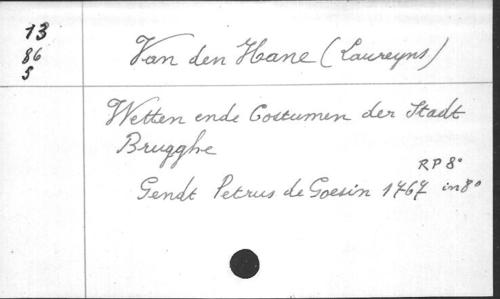 13
86
5
Van den Hane (Laureyns)
Wetten ende Costumen der Stadt
Brugghe
RP 8°
Gendt Petrus de Goesin 1767 in 8°